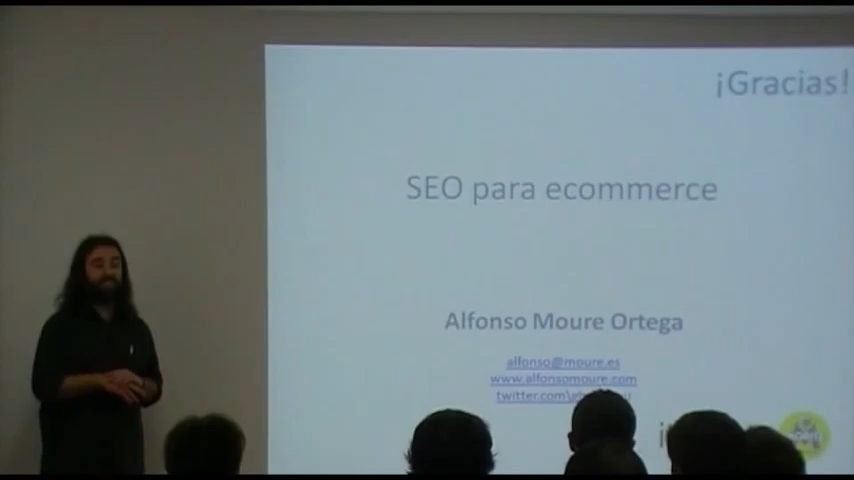 ¡Gracias!
SEO para ecommerce
Alfonso Moure Ortega
alfonso@moure.es
www.alfonsomoure.com